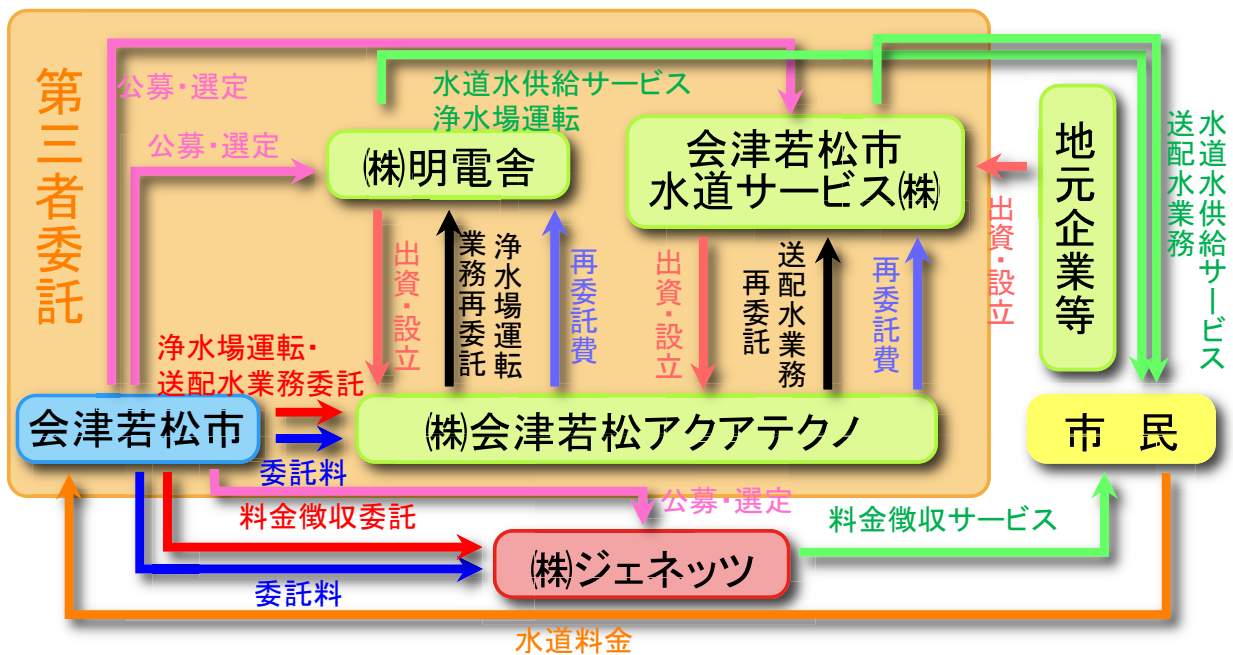 第三者委託
公募・選定
公募・選定
水道水供給サービス
浄水場運転
㈱明電舎
会津若松市
水道サービス㈱
地元企業等
水道水供給サービス
送配水業務
出資・設立
浄水場運転
業務再委託
再委託費
出資・設立
送配水業務
再委託
再委託費
出資・設立
浄水場運転・
送配水業務委託
会津若松市
㈱会津若松アクアテクノ
市民
委託料
公募・選定
料金徴収委託
料金徴収サービス
㈱ジェネッツ
委託料
水道料金